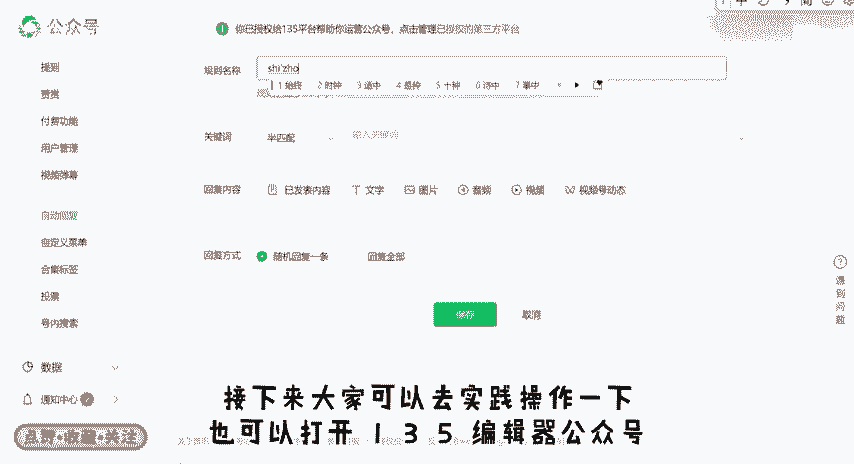 公众号
你已授权给135平台帮助你运营公众号，点击管理已授权的第三方平台
规则名称
shi'zho
1 始终 2 时钟 3 适中 4 是种 5 十种 6 诗中 7 事中
关键词 半匹配 输入关键词
回复内容 已发表内容 文字 图片 音频 视频 视频号动态
回复方式 随机回复一条 回复全部
保存 取消
赞赏
付费功能
用户管理
视频弹幕
自动回复
自定义菜单
合集标签
投票
号内搜索
数据
通知中心
点赞·收藏·关注
遇到问题
接下来大家可以去实践操作一下
也可以打开135编辑器公众号